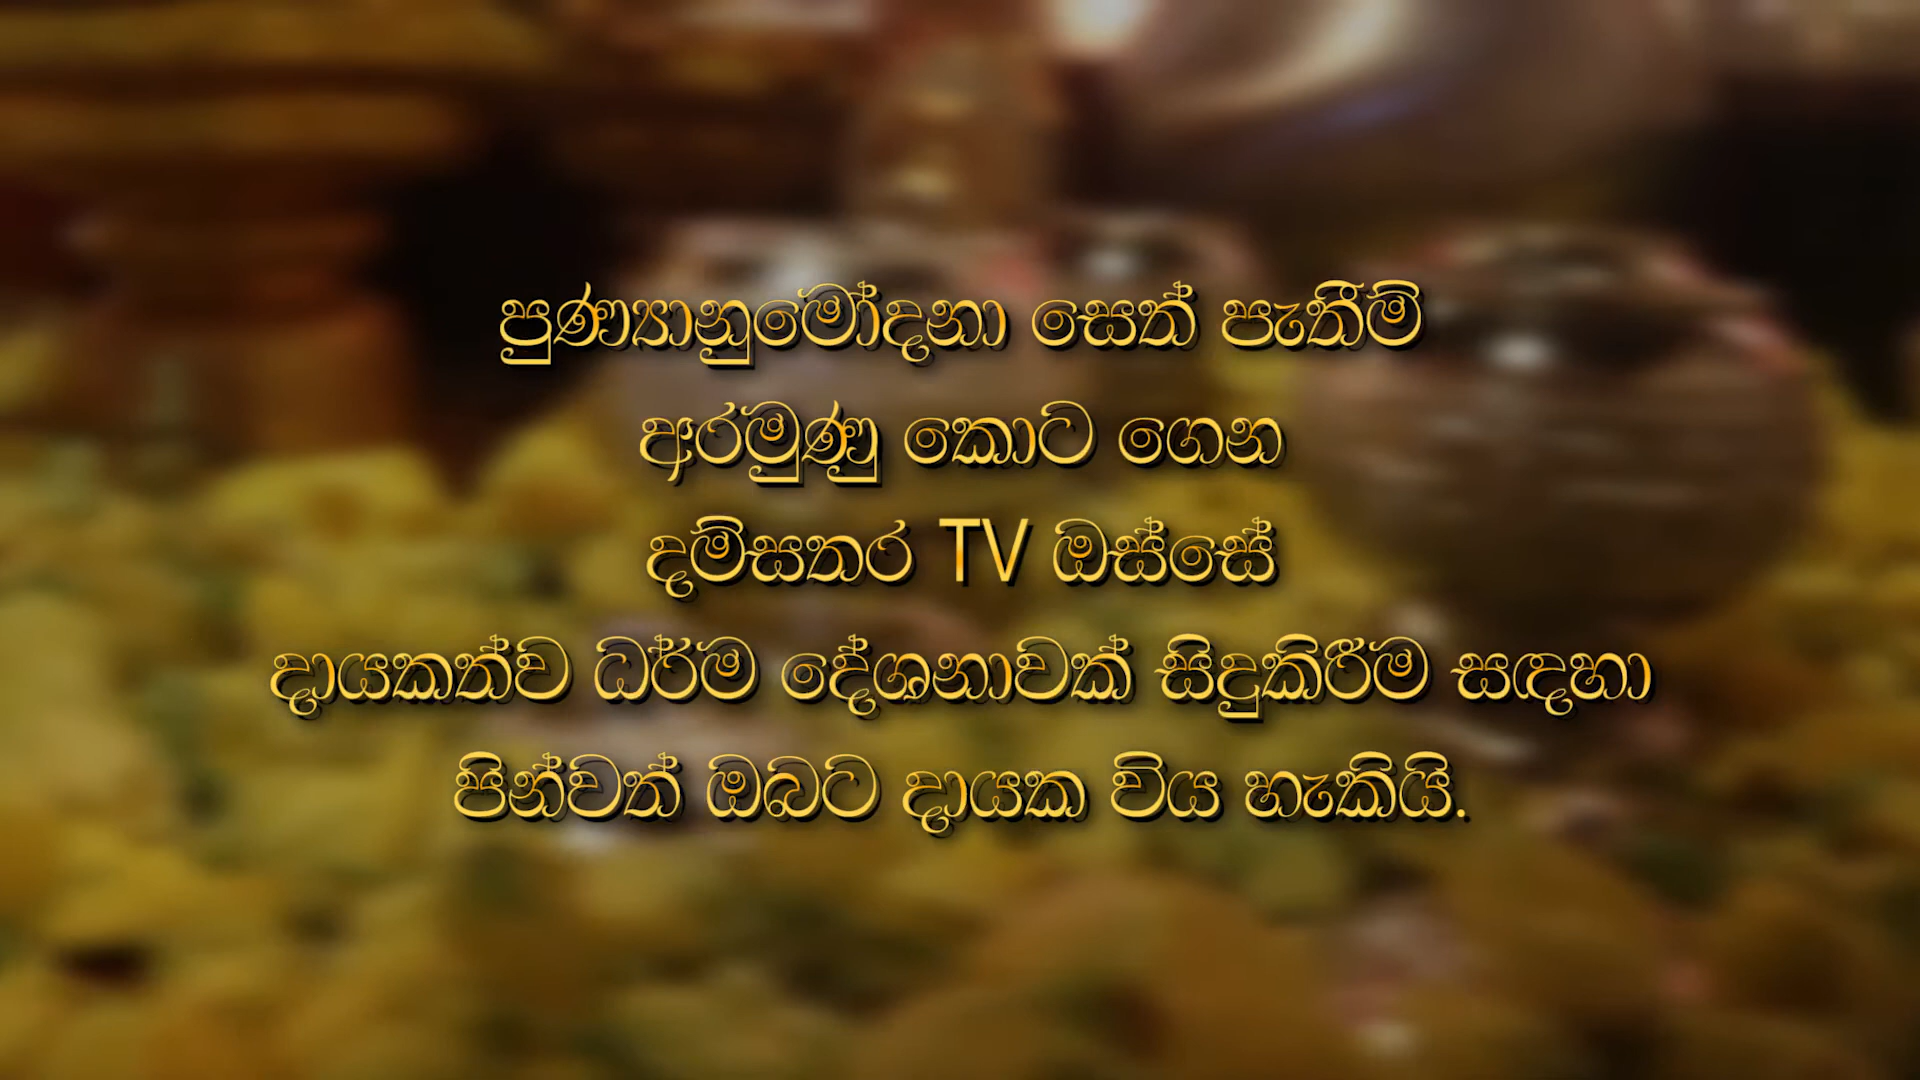 පුණ්‍යානුමෝදනා සෙත් පැතීම්
අරමුණු කොට ගෙන
දම්සතර TV ඔස්සේ
දායකත්ව ධර්ම දේශනාවක් සිදුකිරීම සඳහා
පින්වත් ඔබට දායක විය හැකියි.